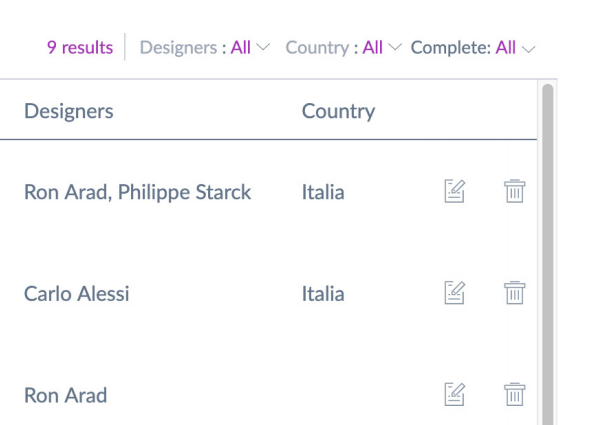 9 results Designers : All Country : All Complete: All
Designers Country
Ron Arad, Philippe Starck Italia
Carlo Alessi Italia
Ron Arad